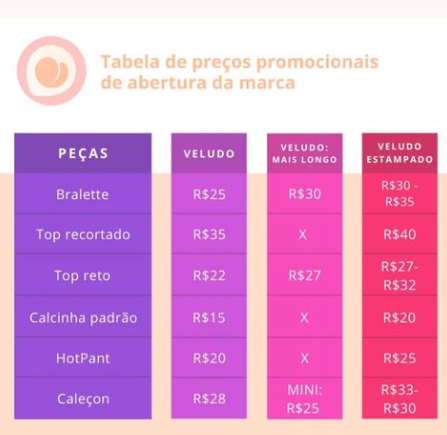 Tabela de preços promocionais
de abertura da marca
PEÇAS
VELUDO
VELUDO:
MAIS LONGO
VELUDO
ESTAMPADO
Bralette
R$25
R$30
R$30 -
R$35
Top recortado
R$35
X
R$40
Top reto
R$22
R$27
R$27-
R$32
Calcinha padrão
R$15
X
R$20
HotPant
R$20
X
R$25
Caleçon
R$28
MINI:
R$25
R$33-
R$30